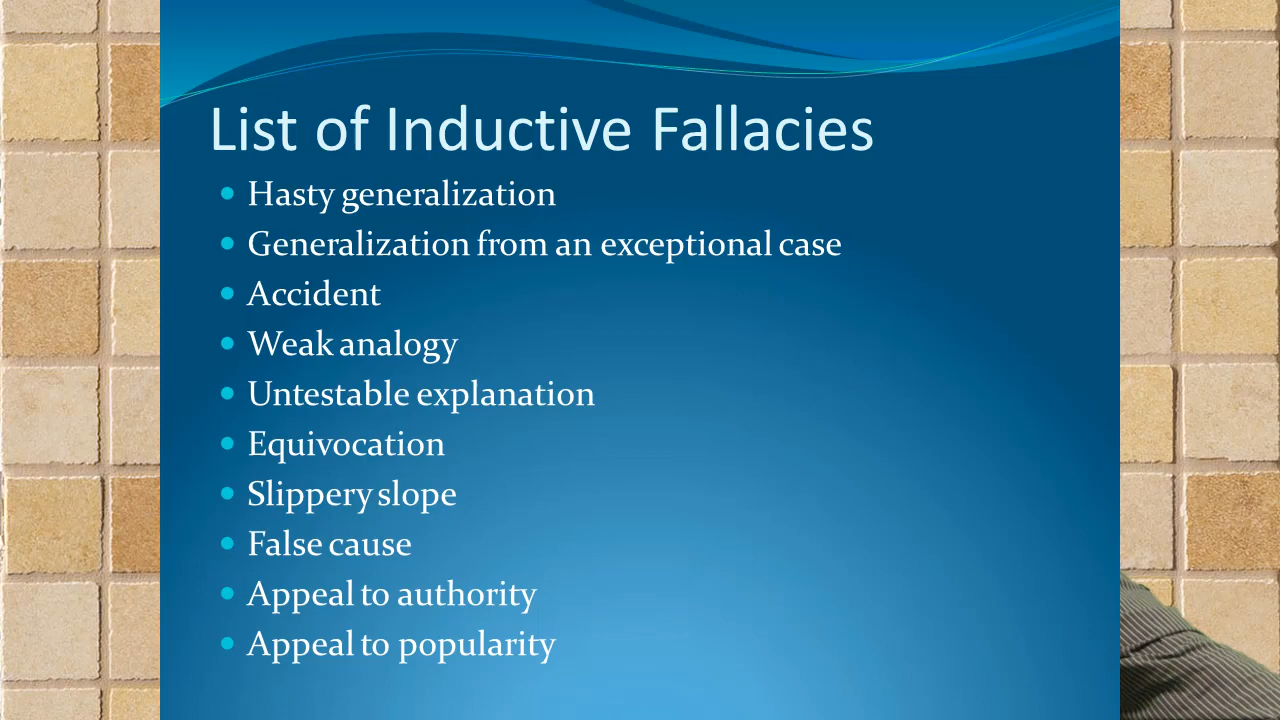 List of Inductive Fallacies
Hasty generalization
Generalization from an exceptional case
Accident
Weak analogy
Untestable explanation
Equivocation
Slippery slope
False cause
Appeal to authority
Appeal to popularity